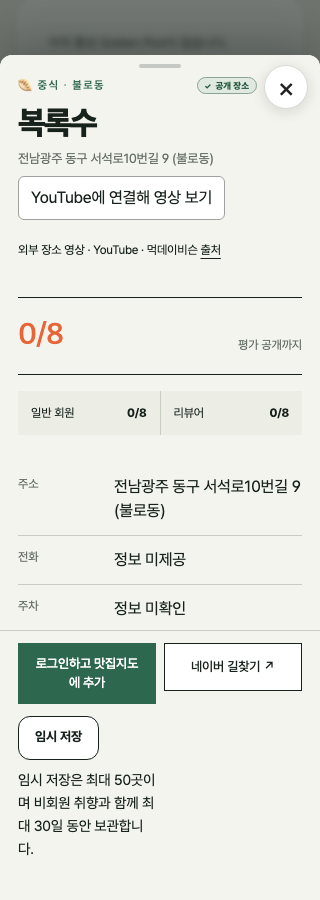 중식 · 불로동
✓ 공개 장소
복록수
전남광주 동구 서석로10번길 9 (불로동)
YouTube에 연결해 영상 보기
외부 장소 영상 · YouTube · 먹데이비슨 출처
0/8
평가 공개까지
일반 회원 0/8 리뷰어 0/8
주소 전남광주 동구 서석로10번길 9
(불로동)
전화 정보 미제공
주차 정보 미확인
로그인하고 맛집지도
에 추가
네이버 길찾기 ↗
임시 저장
임시 저장은 최대 50곳이
며 비회원 취향과 함께 최
대 30일 동안 보관합니
다.